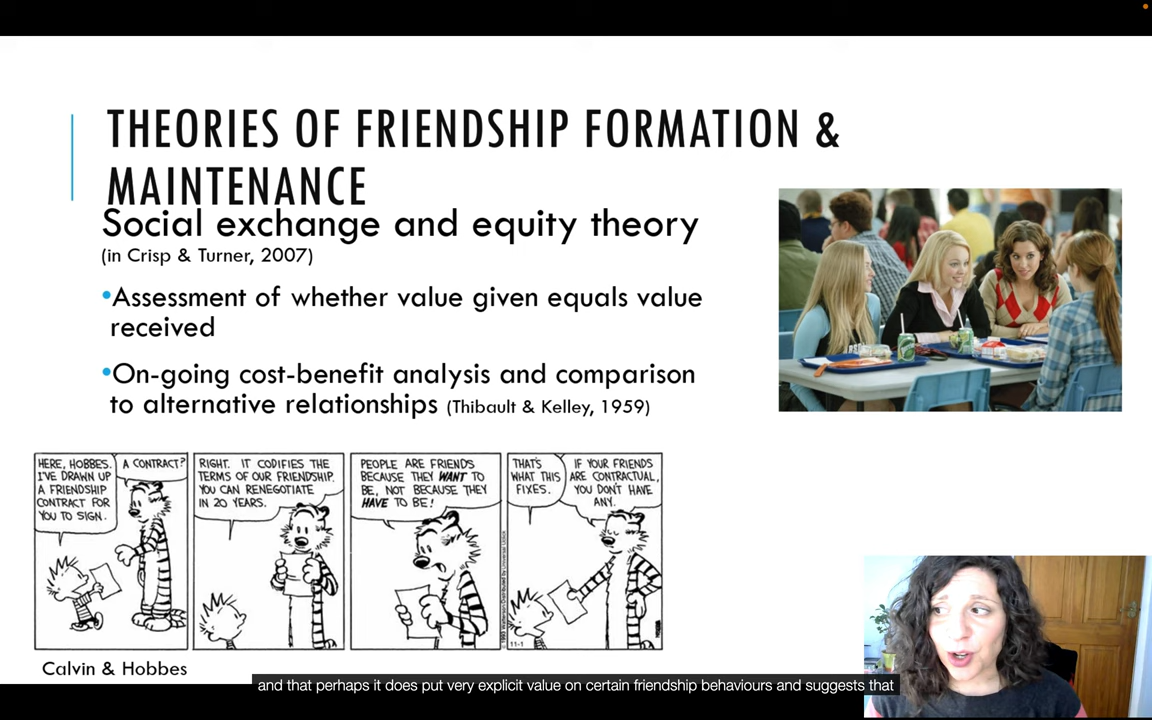 THEORIES OF FRIENDSHIP FORMATION &
MAINTENANCE
Social exchange and equity theory
(in Crisp & Turner, 2007)
•Assessment of whether value given equals value
received
•On-going cost-benefit analysis and comparison
to alternative relationships (Thibault & Kelley, 1959)
HERE, HOBBES.
I'VE DRAWN UP
A FRIENDSHIP
CONTRACT FOR
YOU TO SIGN.
A CONTRACT?
RIGHT. IT CODIFIES THE
TERMS OF OUR FRIENDSHIP.
YOU CAN RENEGOTIATE
IN 20 YEARS.
PEOPLE ARE FRIENDS
BECAUSE THEY WANT TO
BE, NOT BECAUSE THEY
HAVE TO BE!
THAT'S
WHAT THIS
FIXES.
IF YOUR FRIENDS
ARE CONTRACTUAL,
YOU DON'T HAVE
ANY.
11-1
Calvin & Hobbes
and that perhaps it does put very explicit value on certain friendship behaviours and suggests that